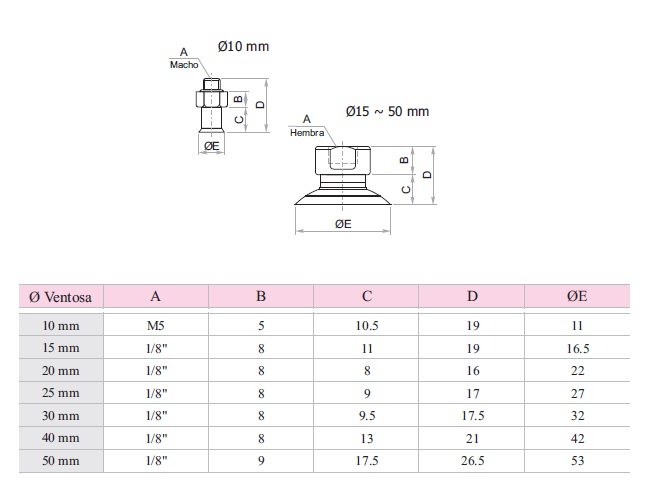 Ø10 mm
A
Macho
B
C
D
ØE
Ø15 ~ 50 mm
A
Hembra
B
C
D
ØE
Ø Ventosa A B C D ØE
10 mm M5 5 10.5 19 11
15 mm 1/8" 8 11 19 16.5
20 mm 1/8" 8 8 16 22
25 mm 1/8" 8 9 17 27
30 mm 1/8" 8 9.5 17.5 32
40 mm 1/8" 8 13 21 42
50 mm 1/8" 9 17.5 26.5 53